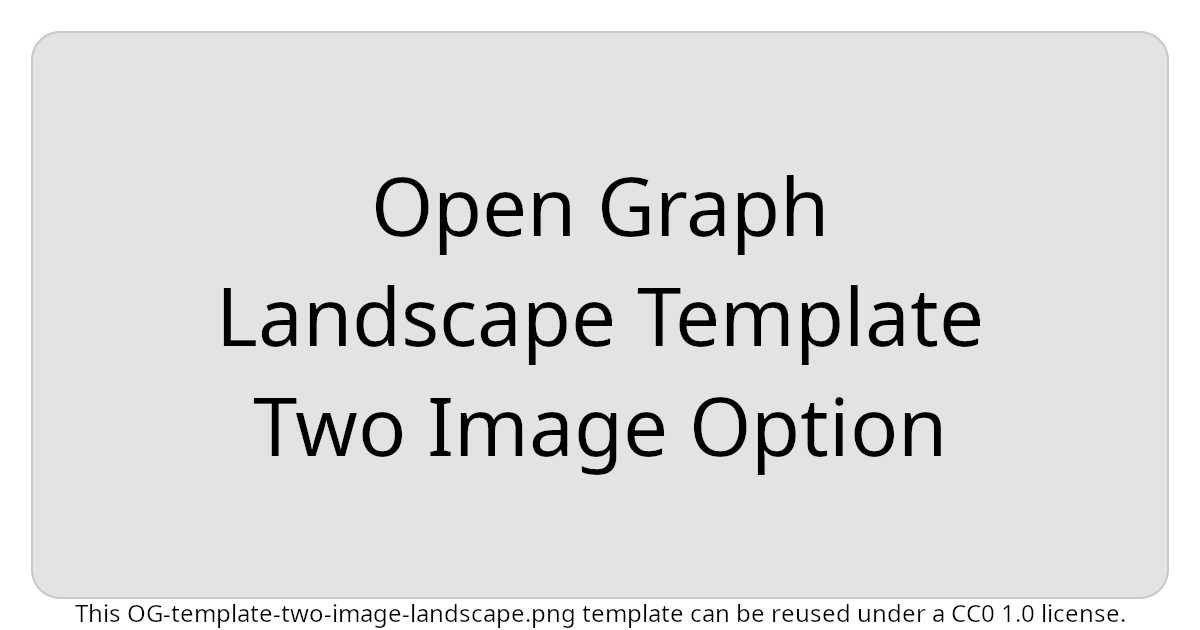 Open Graph
Landscape Template
Two Image Option
This OG-template-two-image-landscape.png template can be reused under a CC0 1.0 license.